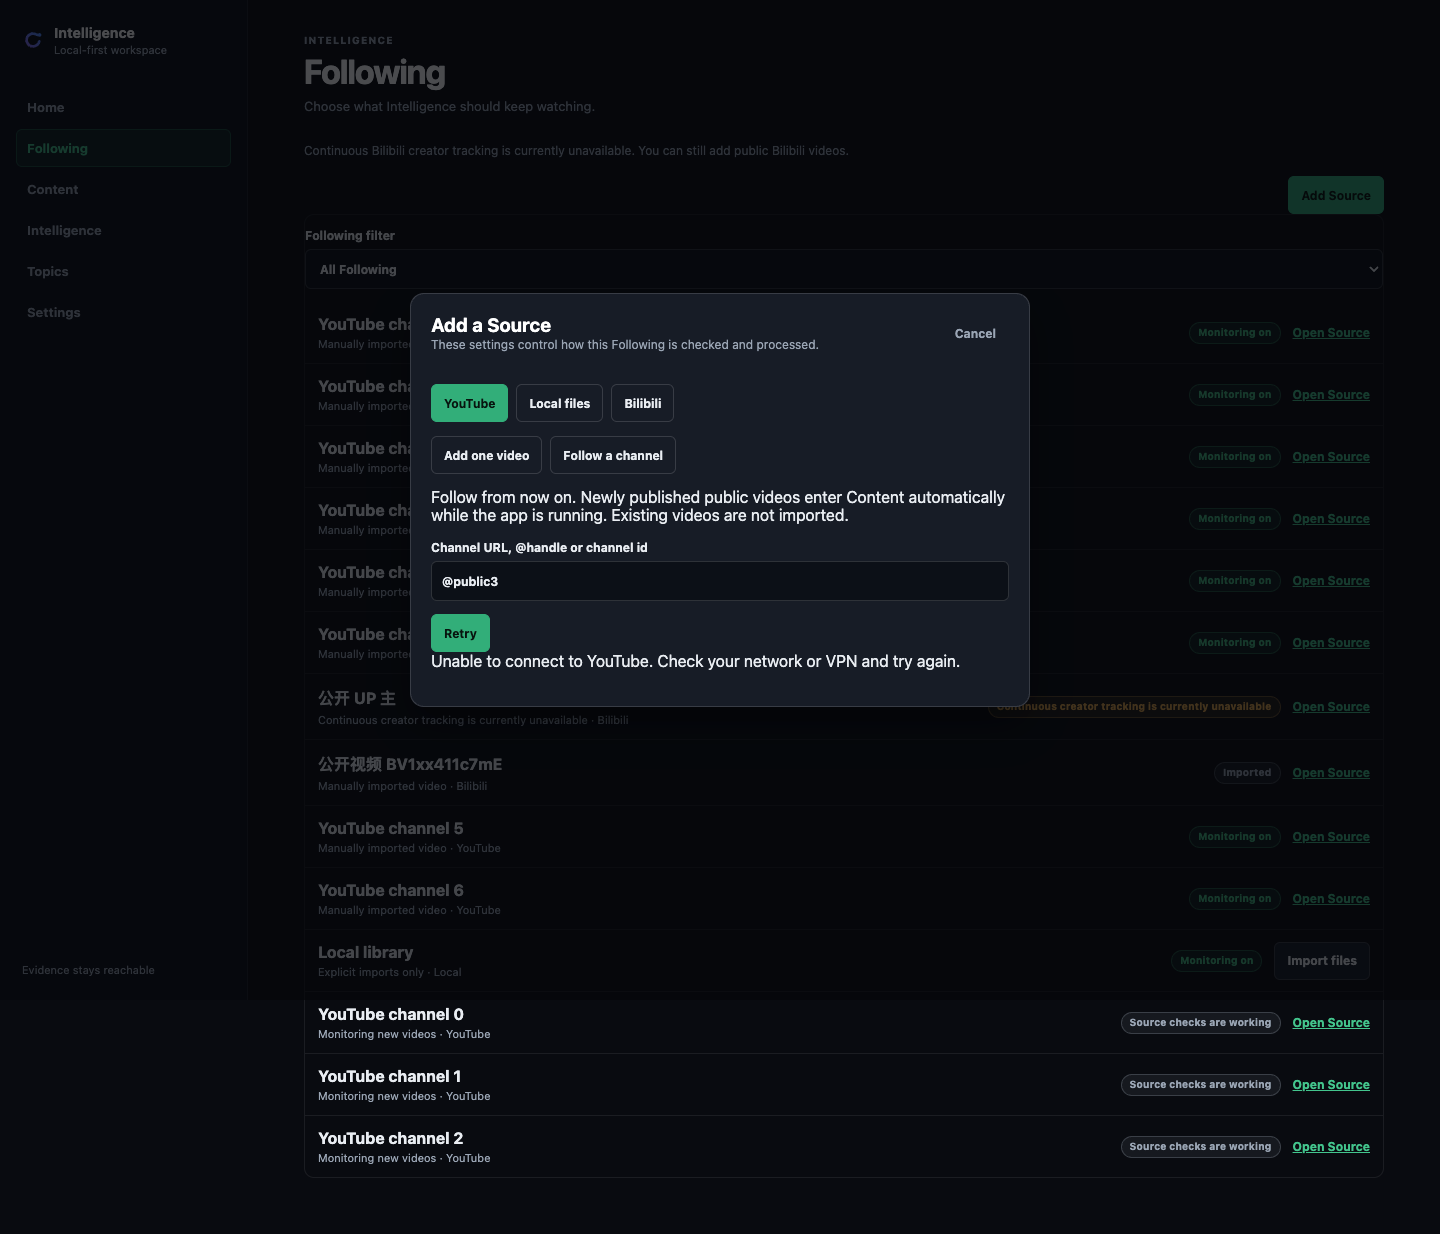 Intelligence
Local-first workspace
Home
Following
Content
Intelligence
Topics
Settings
Evidence stays reachable
INTELLIGENCE
Following
Choose what Intelligence should keep watching.
Continuous Bilibili creator tracking is currently unavailable. You can still add public Bilibili videos.
Add Source
Following filter
All Following
YouTube cha
Manually importe
Monitoring on
Open Source
YouTube cha
Manually importe
Monitoring on
Open Source
YouTube cha
Manually importe
Monitoring on
Open Source
YouTube cha
Manually importe
Monitoring on
Open Source
YouTube cha
Manually importe
Monitoring on
Open Source
YouTube cha
Manually importe
Monitoring on
Open Source
Add a Source
These settings control how this Following is checked and processed.
Cancel
YouTube
Local files
Bilibili
Add one video
Follow a channel
Follow from now on. Newly published public videos enter Content automatically
while the app is running. Existing videos are not imported.
Channel URL, @handle or channel id
@public3
Retry
Unable to connect to YouTube. Check your network or VPN and try again.
公开 UP 主
Continuous creator tracking is currently unavailable · Bilibili
Continuous creator tracking is currently unavailable
Open Source
公开视频 BV1xx411c7mE
Manually imported video · Bilibili
Imported
Open Source
YouTube channel 5
Manually imported video · YouTube
Monitoring on
Open Source
YouTube channel 6
Manually imported video · YouTube
Monitoring on
Open Source
Local library
Explicit imports only · Local
Monitoring on
Import files
YouTube channel 0
Monitoring new videos · YouTube
Source checks are working
Open Source
YouTube channel 1
Monitoring new videos · YouTube
Source checks are working
Open Source
YouTube channel 2
Monitoring new videos · YouTube
Source checks are working
Open Source